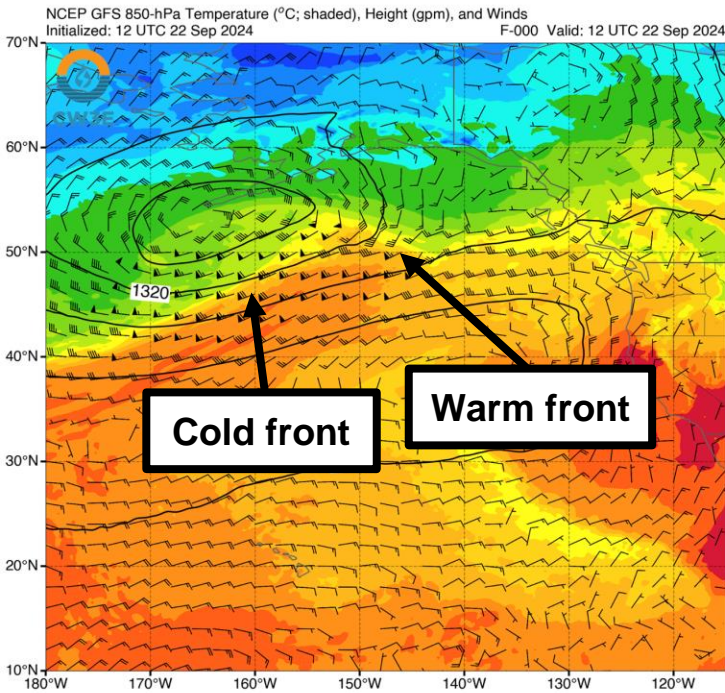 NCEP GFS 850-hPa Temperature (°C; shaded), Height (gpm), and Winds
Initialized: 12 UTC 22 Sep 2024 F-000 Valid: 12 UTC 22 Sep 2024
70°N
CW3E
60°N
50°N
1320
40°N
Cold front
Warm front
30°N
20°N
10°N
180°W 170°W 160°W 150°W 140°W 130°W 120°W